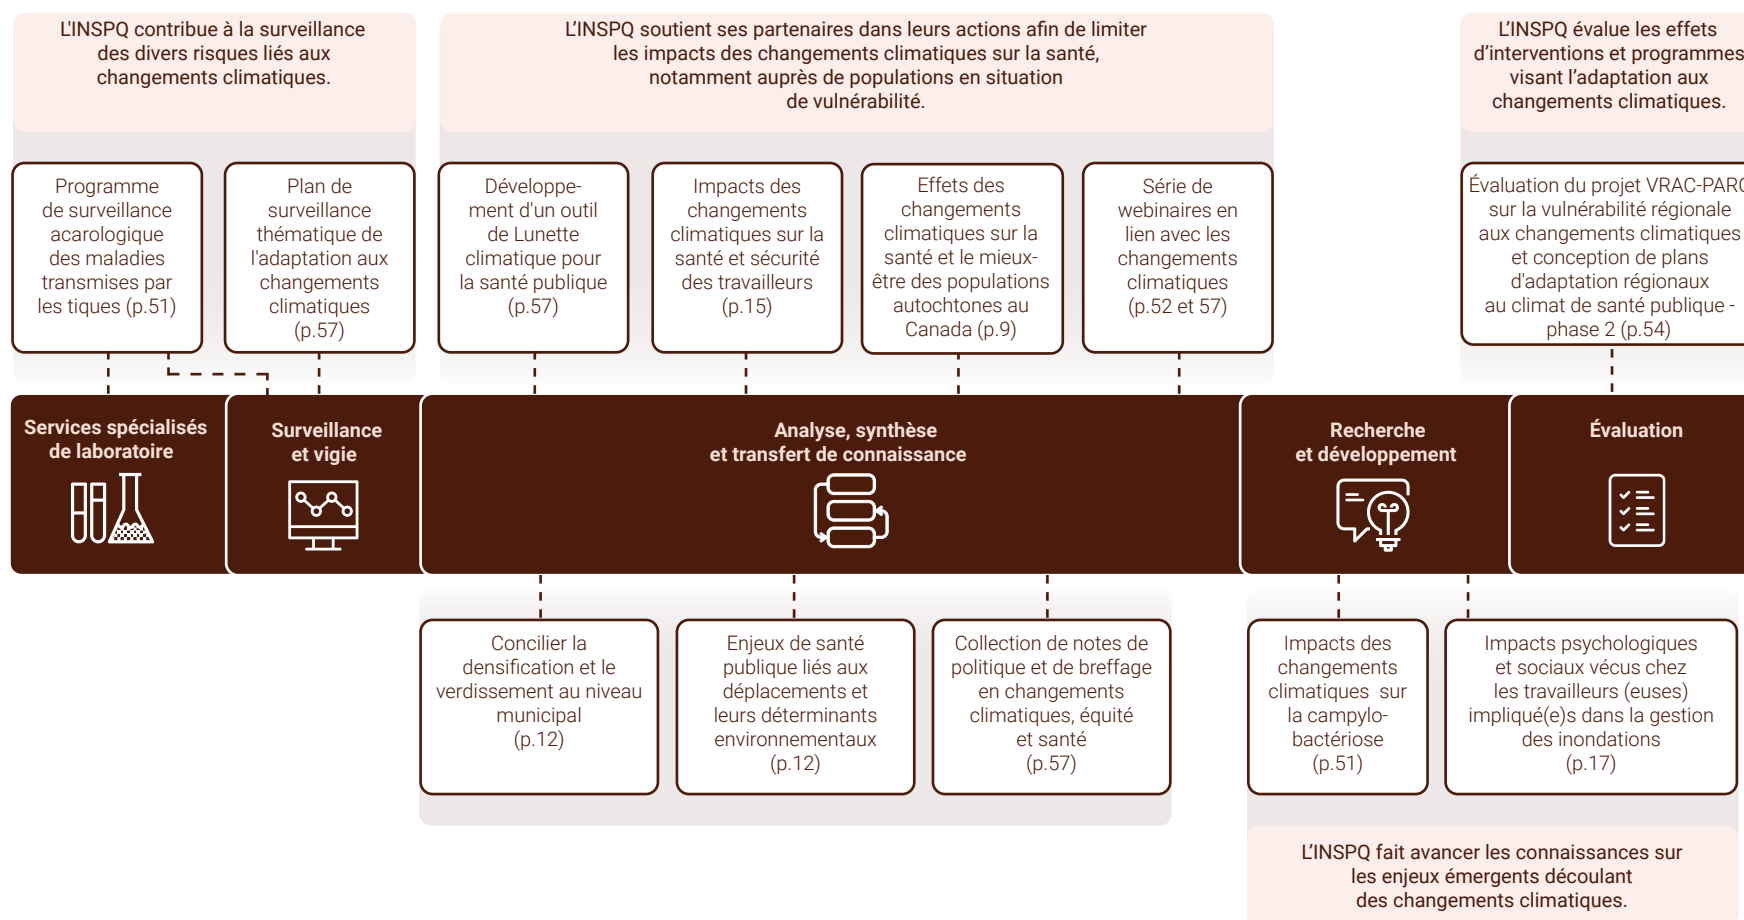 L'INSPQ contribue à la surveillance
des divers risques liés aux
changements climatiques.
L'INSPQ soutient ses partenaires dans leurs actions afin de limiter
les impacts des changements climatiques sur la santé,
notamment auprès de populations en situation
de vulnérabilité.
L'INSPQ évalue les effets
d'interventions et programmes
visant l'adaptation aux
changements climatiques.
Programme
de surveillance
acarologique
des maladies
transmises par
les tiques (p.51)
Plan de
surveillance
thématique de
l'adaptation aux
changements
climatiques
(p.57)
Développe-
ment d'un outil
de Lunette
climatique pour
la santé publique
(p.57)
Impacts des
changements
climatiques sur la
santé et sécurité
des travailleurs
(p.15)
Effets des
changements
climatiques sur la
santé et le mieux-
être des populations
autochtones au
Canada (p.9)
Série de
webinaires en
lien avec les
changements
climatiques
(p.52 et 57)
Évaluation du projet VRAC-PARC
sur la vulnérabilité régionale
aux changements climatiques
et conception de plans
d'adaptation régionaux
au climat de santé publique -
phase 2 (p.54)
Services spécialisés
de laboratoire
Surveillance
et vigie
Analyse, synthèse
et transfert de connaissance
Recherche
et développement
Évaluation
Concilier la
densification et le
verdissement au niveau
municipal
(p.12)
Enjeux de santé
publique liés aux
déplacements et
leurs déterminants
environnementaux
(p.12)
Collection de notes de
politique et de breffage
en changements
climatiques, équité
et santé
(p.57)
Impacts des
changements
climatiques sur
la campylo-
bactériose
(p.51)
Impacts psychologiques
et sociaux vécus chez
les travailleurs (euses)
impliqué(e)s dans la gestion
des inondations
(p.17)
L'INSPQ fait avancer les connaissances sur
les enjeux émergents découlant
des changements climatiques.